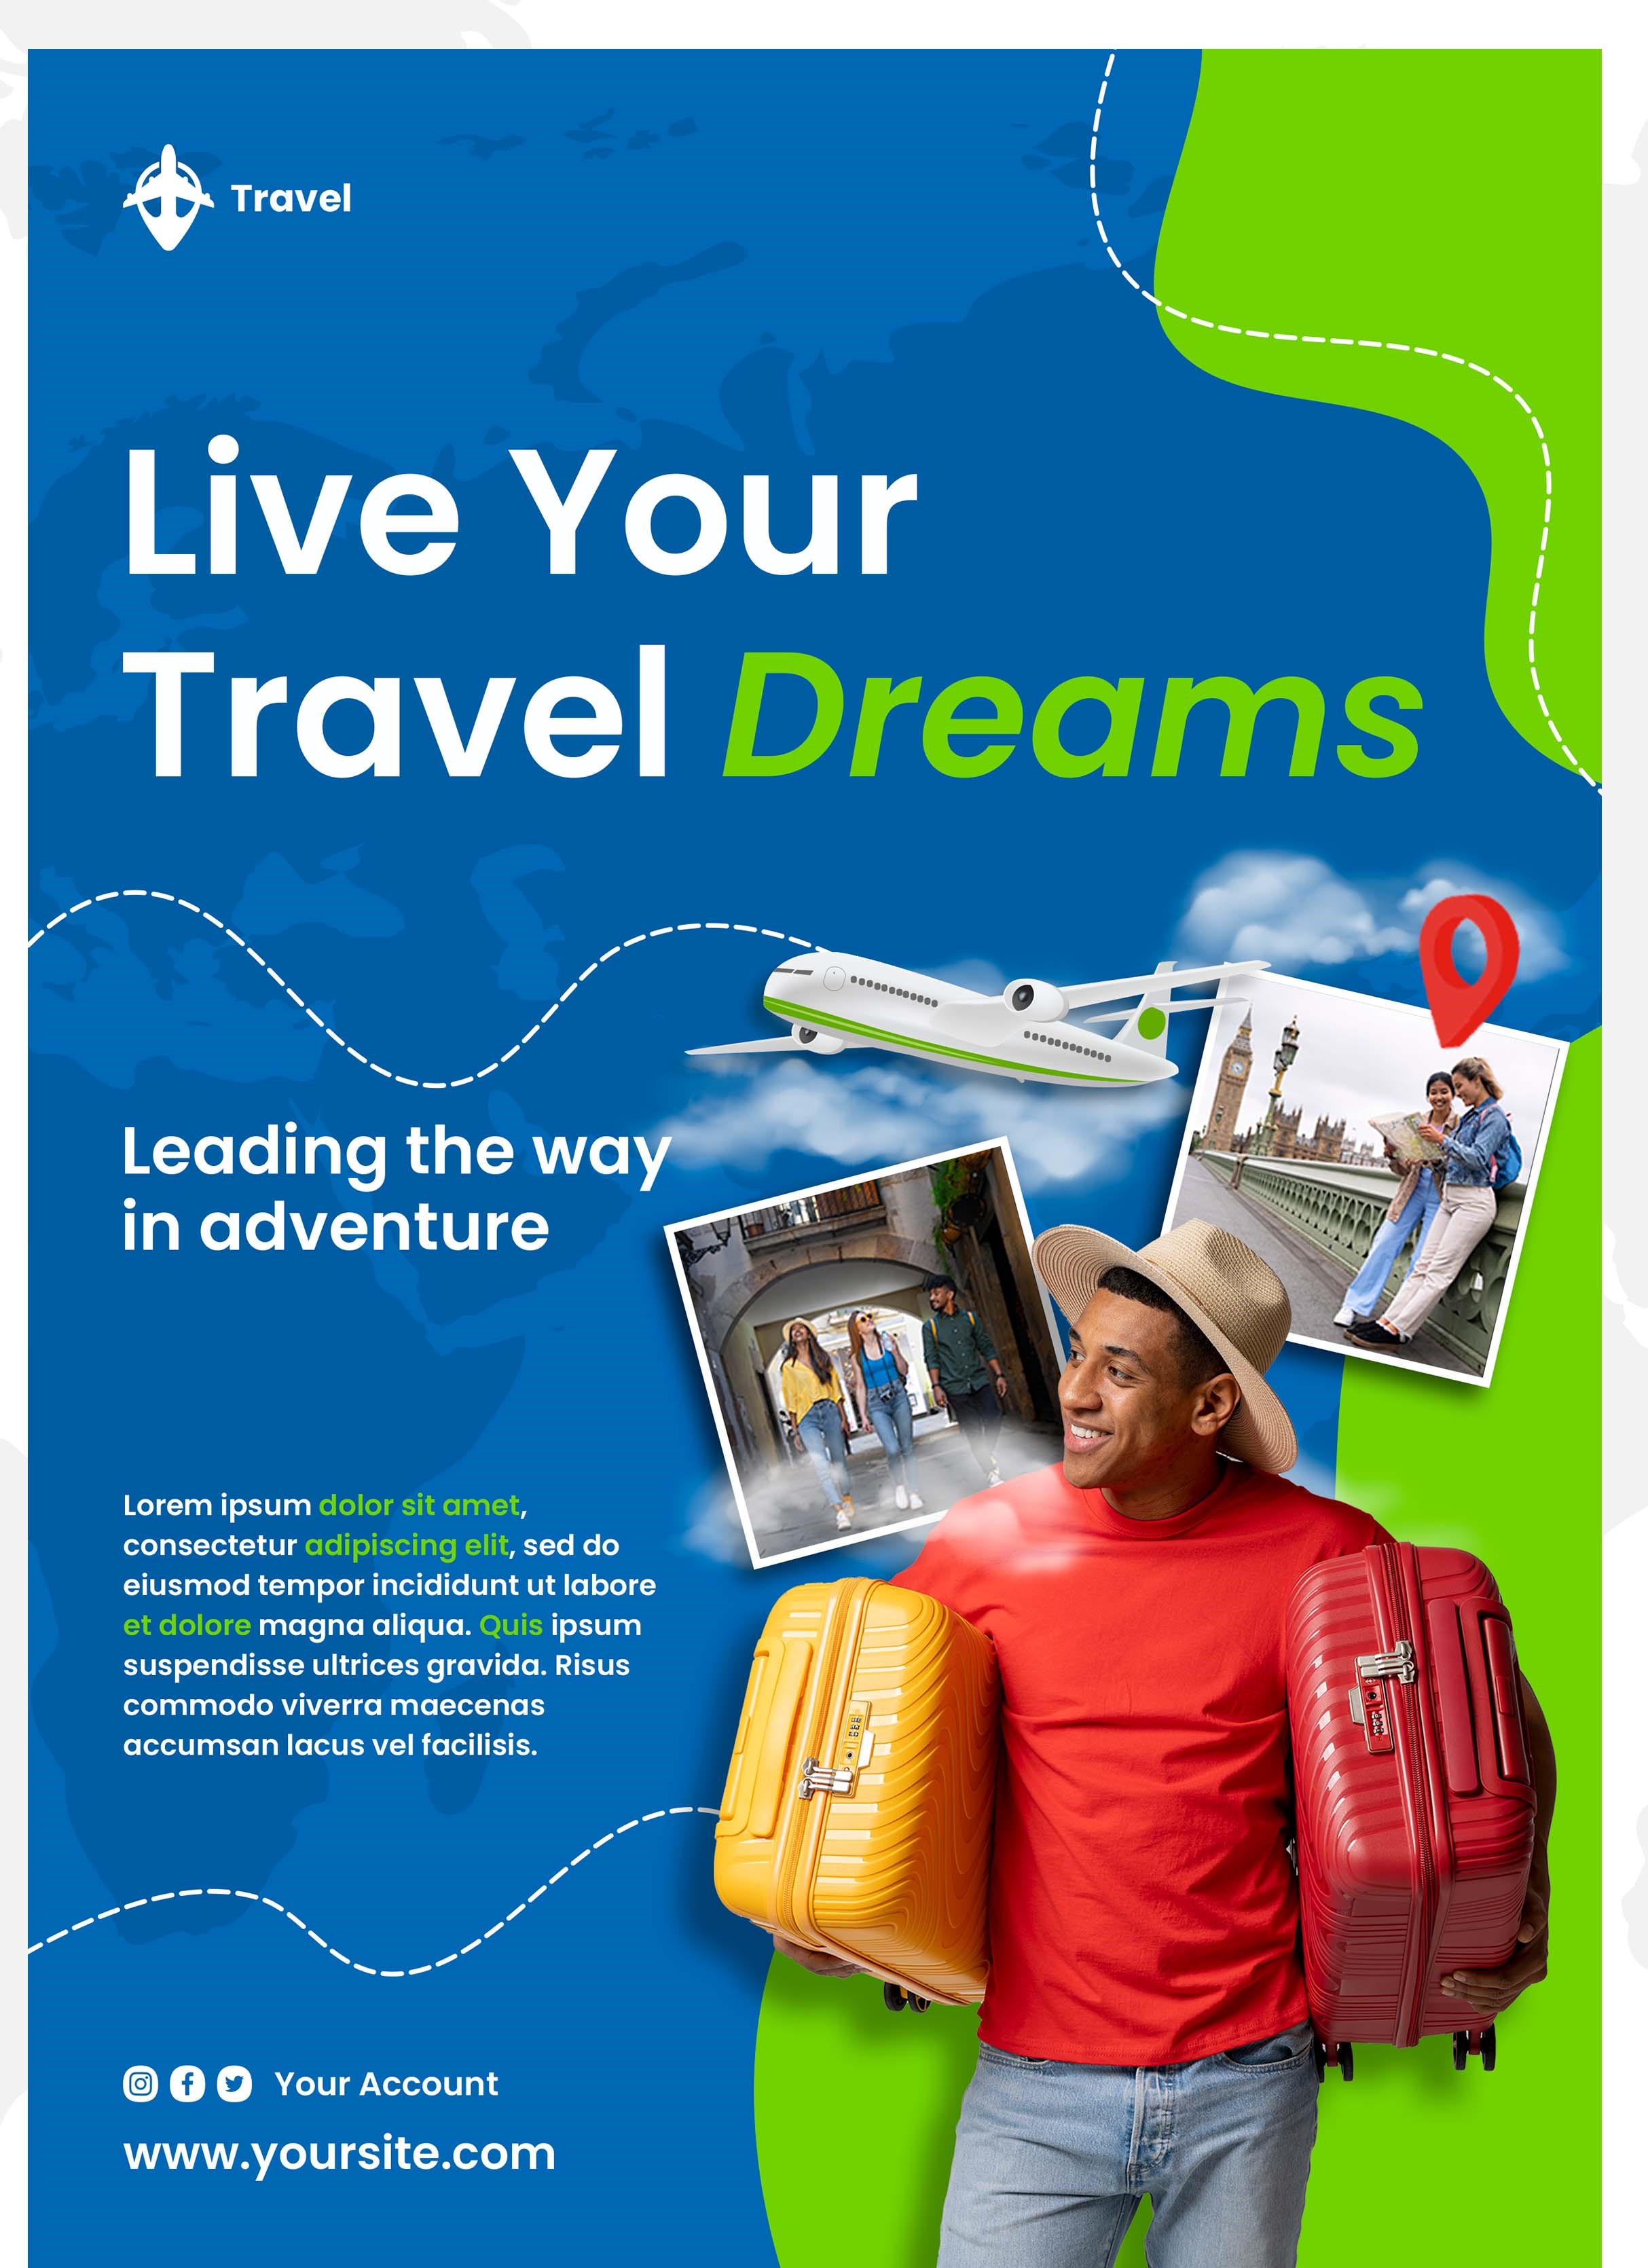 Travel
Live Your
Travel Dreams
Leading the way
in adventure
Lorem ipsum dolor sit amet,
consectetur adipiscing elit, sed do
eiusmod tempor incididunt ut labore
et dolore magna aliqua. Quis ipsum
suspendisse ultrices gravida. Risus
commodo viverra maecenas
accumsan lacus vel facilisis.
Your Account
www.yoursite.com